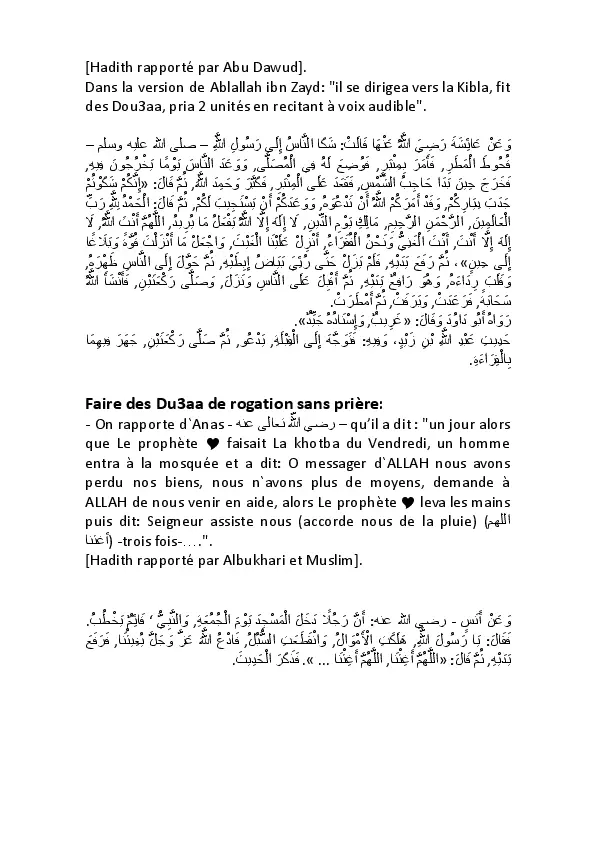 [Hadith rapporté par Abu Dawud].
Dans la version de Ablallah ibn Zayd: "il se dirigea vers la Kibla, fit
des Dou3aa, pria 2 unités en recitant à voix audible".
وَعَنْ عَائِشَةَ رَضِيَ اللَّهُ عَنْهَا قَالَتْ: شَكَا النَّاسُ إِلَى رَسُولِ اللَّهِ – صلى الله عليه وسلم –
قُحُوطَ الْمَطَرِ, فَأَمَرَ بِمِنْبَرٍ, فَوُضِعَ لَهُ فِي الْمُصَلَّى, وَوَعَدَ النَّاسَ يَوْمًا يَخْرُجُونَ فِيهِ,
فَخَرَجَ حِينَ بَدَا حَاجِبُ الشَّمْسِ, فَقَعَدَ عَلَى الْمِنْبَرِ, فَكَبَّرَ وَحَمِدَ اللَّهَ, ثُمَّ قَالَ: «إِنَّكُمْ شَكَوْتُمْ
جَدَبَ دِيَارِكُمْ, وَقَدْ أَمَرَكُمْ اللَّهُ أَنْ تَدْعُوهُ, وَوَعَدَكُمْ أَنْ يَسْتَجِيبَ لَكُمْ, ثُمَّ قَالَ: الْحَمْدُ لِلَّهِ رَبِّ
الْعَالَمِينَ, الرَّحْمَنِ الرَّحِيمِ, مَالِكِ يَوْمِ الدِّينِ, لَا إِلَهَ إِلَّا اللَّهُ يَفْعَلُ مَا يُرِيدُ, اللَّهُمَّ أَنْتَ اللَّهُ, لَا
إِلَهَ إِلَّا أَنْتَ, أَنْتَ الْغَنِيُّ وَنَحْنُ الْفُقَرَاءُ, أَنْزِلْ عَلَيْنَا الْغَيْثَ, وَاجْعَلْ مَا أَنْزَلْتَ قُوَّةً وَبَلَاغًا
إِلَى حِينٍ», ثُمَّ رَفَعَ يَدَيْهِ, فَلَمْ يَزَلْ حَتَّى رُئِيَ بَيَاضُ إِبِطَيْهِ, ثُمَّ حَوَّلَ إِلَى النَّاسِ ظَهْرَهُ,
وَقَلَبَ رِدَاءَهُ, وَهُوَ رَافِعٌ يَدَيْهِ, ثُمَّ أَقْبَلَ عَلَى النَّاسِ وَنَزَلَ, وَصَلَّى رَكْعَتَيْنِ, فَأَنْشَأَ اللَّهُ
سَحَابَةً, فَرَعَدَتْ, وَبَرَقَتْ, ثُمَّ أَمْطَرَتْ.
رَوَاهُ أَبُو دَاوُدَ وَقَالَ: «غَرِيبٌ, وَإِسْنَادُهُ جَيِّدٌ».
حَدِيثِ عَبْدِ اللَّهِ بْنِ زَيْدٍ, وَفِيهِ: فَتَوَجَّهَ إِلَى الْقِبْلَةِ, يَدْعُو, ثُمَّ صَلَّى رَكْعَتَيْنِ, جَهَرَ فِيهِمَا
بِالْقِرَاءَةِ.
Faire des Du3aa de rogation sans prière:
- On rapporte d`Anas - رضي الله تعالى عنه – qu'il a dit : "un jour alors
que Le prophète ♥ faisait La khotba du Vendredi, un homme
entra à la mosquée et a dit: O messager d`ALLAH nous avons
perdu nos biens, nous n`avons plus de moyens, demande à
ALLAH de nous venir en aide, alors Le prophète ♥ leva les mains
puis dit: Seigneur assiste nous (accorde nous de la pluie) (اللهم
أغثنا) -trois fois-….".
[Hadith rapporté par Albukhari et Muslim].
وَعَنْ أَنَسٍ - رضي الله عنه: أَنَّ رَجُلًا دَخَلَ الْمَسْجِدَ يَوْمَ الْجُمُعَةِ, وَالنَّبِيُّ ‘ قَائِمٌ يَخْطُبُ.
فَقَالَ: يَا رَسُولَ اللَّهِ, هَلَكَتِ الْأَمْوَالُ, وَانْقَطَعَتِ السُّبُلُ, فَادْعُ اللَّهَ عَزَّ وَجَلَّ يُغِيثُنَا, فَرَفَعَ
يَدَيْهِ, ثُمَّ قَالَ: «اللَّهُمَّ أَغِثْنَا, اللَّهُمَّ أَغِثْنَا ... ». فَذَكَرَ الْحَدِيثَ.